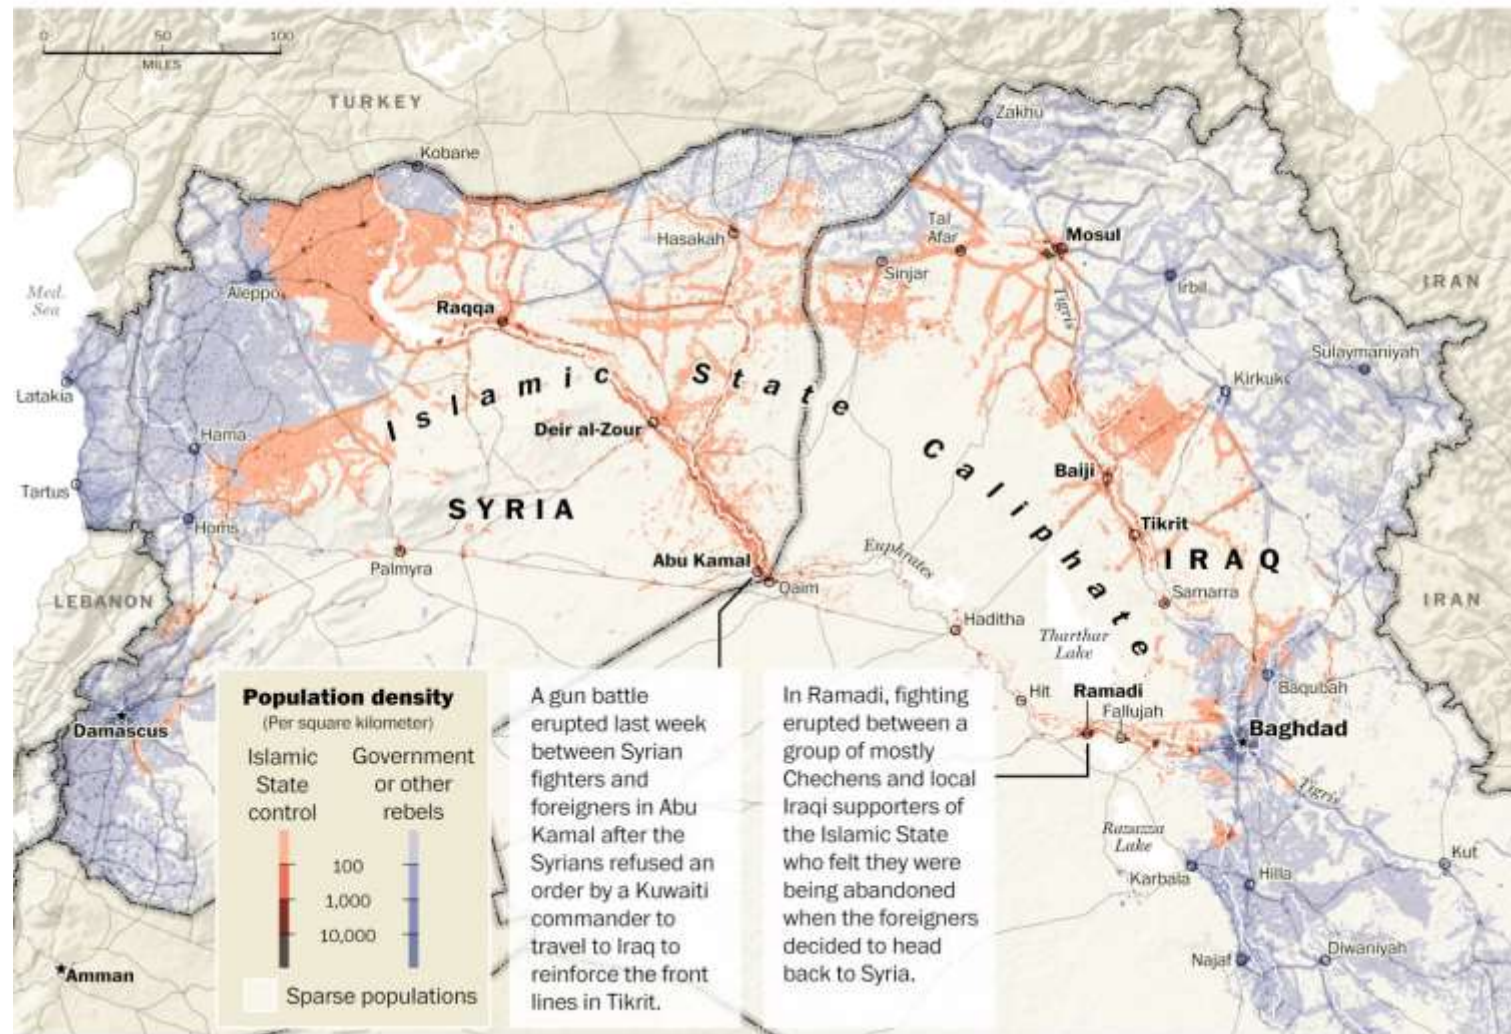 0 50 100
MILES
TURKEY
Zakhu
Kobane
Tal
Afar
Mosul
Hasakah
Sinjar
Aleppo
Irbil
IRAN
Med.
Sea
Raqqa
Tigris
Sulaymaniyah
Latakia
Kirkuk
Islamic State Caliphate
Hama
Deir al-Zour
Baiji
Tartus
SYRIA
Homs
Tikrit
Palmyra
Abu Kamal
Qaim
Euphrates
IRAQ
LEBANON
Samarra
IRAN
Haditha
Tharthar
Lake
Hit
Ramadi
Fallujah
Baqubah
Damascus
Baghdad
Tigris
Razazza
Lake
Karbala
Hilla
Kut
Najaf
Diwaniyah
Amman
Population density
(Per square kilometer)
Islamic
State
control
Government
or other
rebels
100
1,000
10,000
Sparse populations
A gun battle
erupted last week
between Syrian
fighters and
foreigners in Abu
Kamal after the
Syrians refused an
order by a Kuwaiti
commander to
travel to Iraq to
reinforce the front
lines in Tikrit.
In Ramadi, fighting
erupted between a
group of mostly
Chechens and local
Iraqi supporters of
the Islamic State
who felt they were
being abandoned
when the foreigners
decided to head
back to Syria.